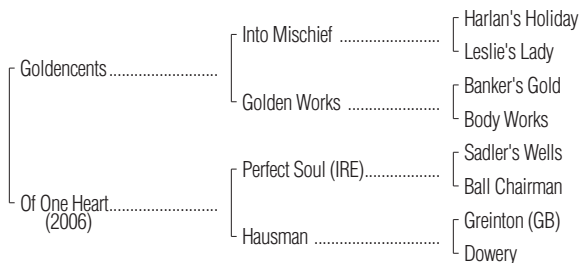 Harlan's Holiday
Into Mischief ..................
Leslie's Lady
Goldencents...........................
Banker's Gold
Golden Works ..................
Body Works
Sadler's Wells
Perfect Soul (IRE)..................
Ball Chairman
Of One Heart...........................
(2006)
Greinton (GB)
Hausman ..................
Dowery